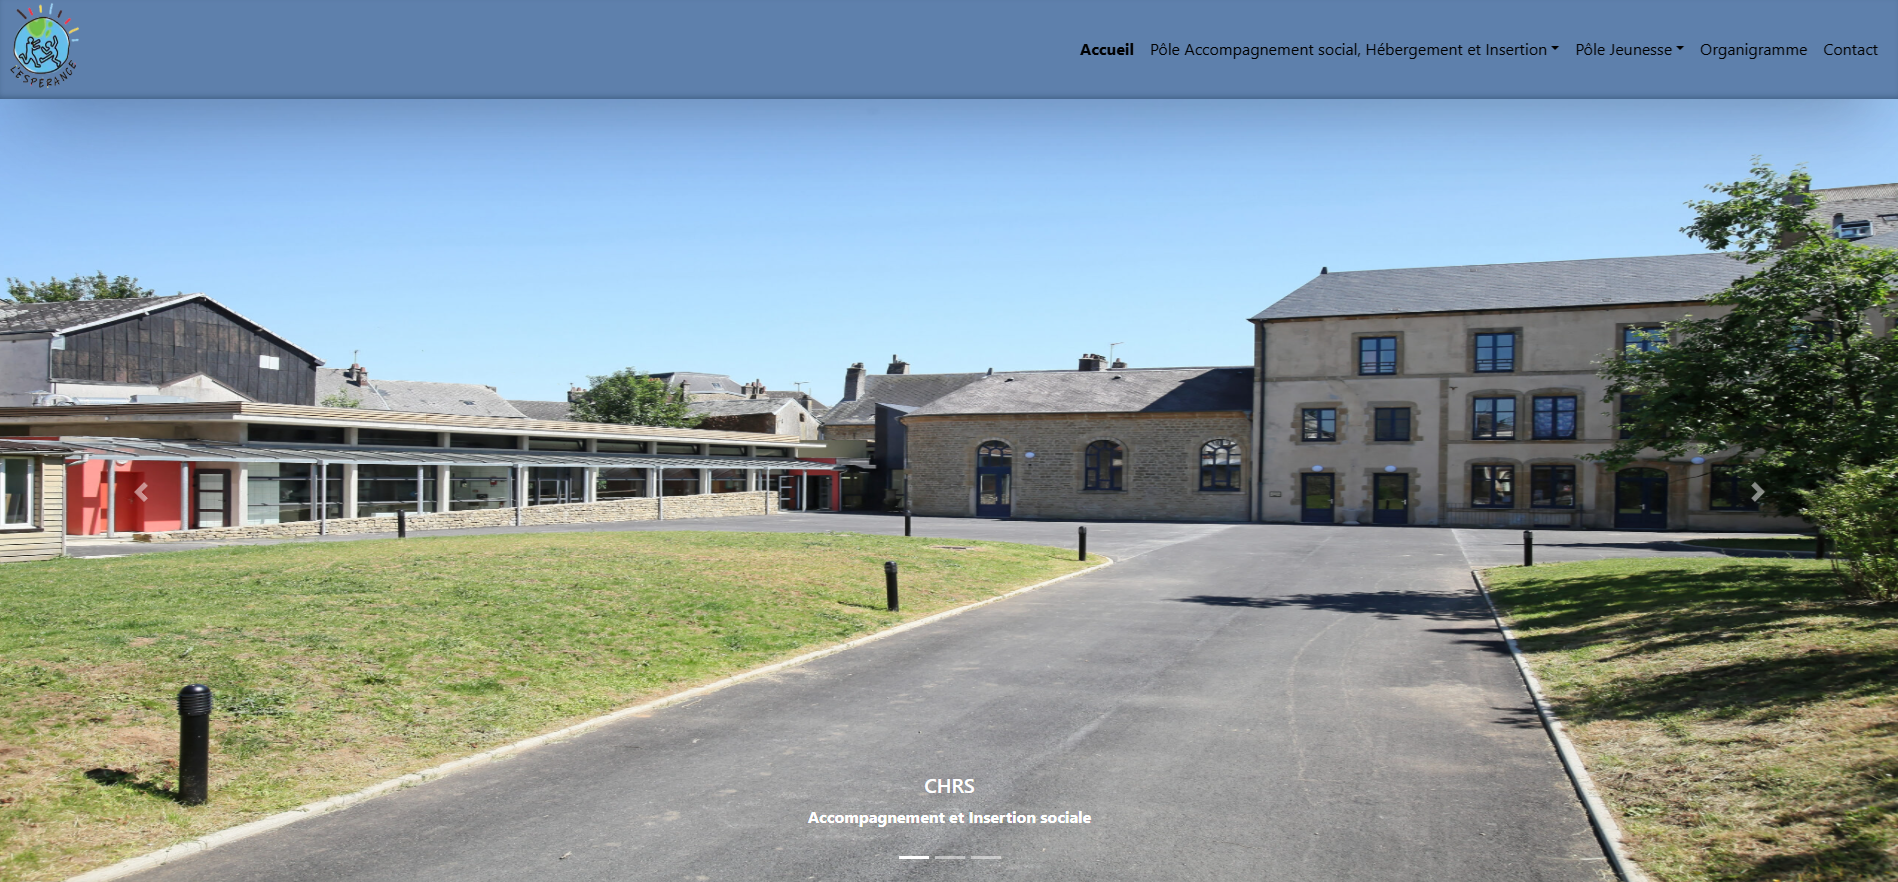 L'ESPERANCE
Accueil Pôle Accompagnement social, Hébergement et Insertion Pôle Jeunesse Organigramme Contact
CHRS
Accompagnement et Insertion sociale